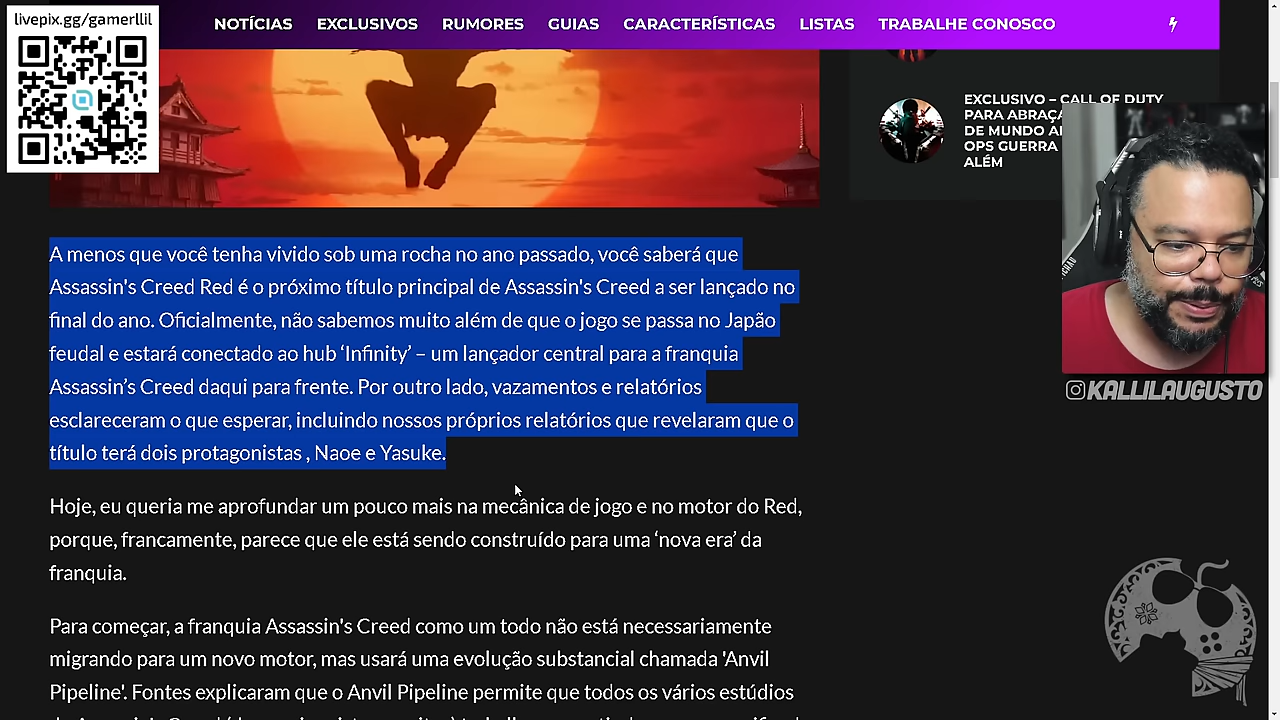 livepix.gg/gamerllil
NOTÍCIAS EXCLUSIVOS RUMORES GUIAS CARACTERÍSTICAS LISTAS TRABALHE CONOSCO
EXCLUSIVO – CALL OF DUTY
PARA ABRAÇA
DE MUNDO A
OPS GUERRA
ALÉM
A menos que você tenha vivido sob uma rocha no ano passado, você saberá que
Assassin's Creed Red é o próximo título principal de Assassin's Creed a ser lançado no
final do ano. Oficialmente, não sabemos muito além de que o jogo se passa no Japão
feudal e estará conectado ao hub ‘Infinity’ – um lançador central para a franquia
Assassin’s Creed daqui para frente. Por outro lado, vazamentos e relatórios
esclareceram o que esperar, incluindo nossos próprios relatórios que revelaram que o
título terá dois protagonistas , Naoe e Yasuke.
KALLILAUGUSTO
Hoje, eu queria me aprofundar um pouco mais na mecânica de jogo e no motor do Red,
porque, francamente, parece que ele está sendo construído para uma ‘nova era’ da
franquia.
Para começar, a franquia Assassin's Creed como um todo não está necessariamente
migrando para um novo motor, mas usará uma evolução substancial chamada 'Anvil
Pipeline'. Fontes explicaram que o Anvil Pipeline permite que todos os vários estúdios